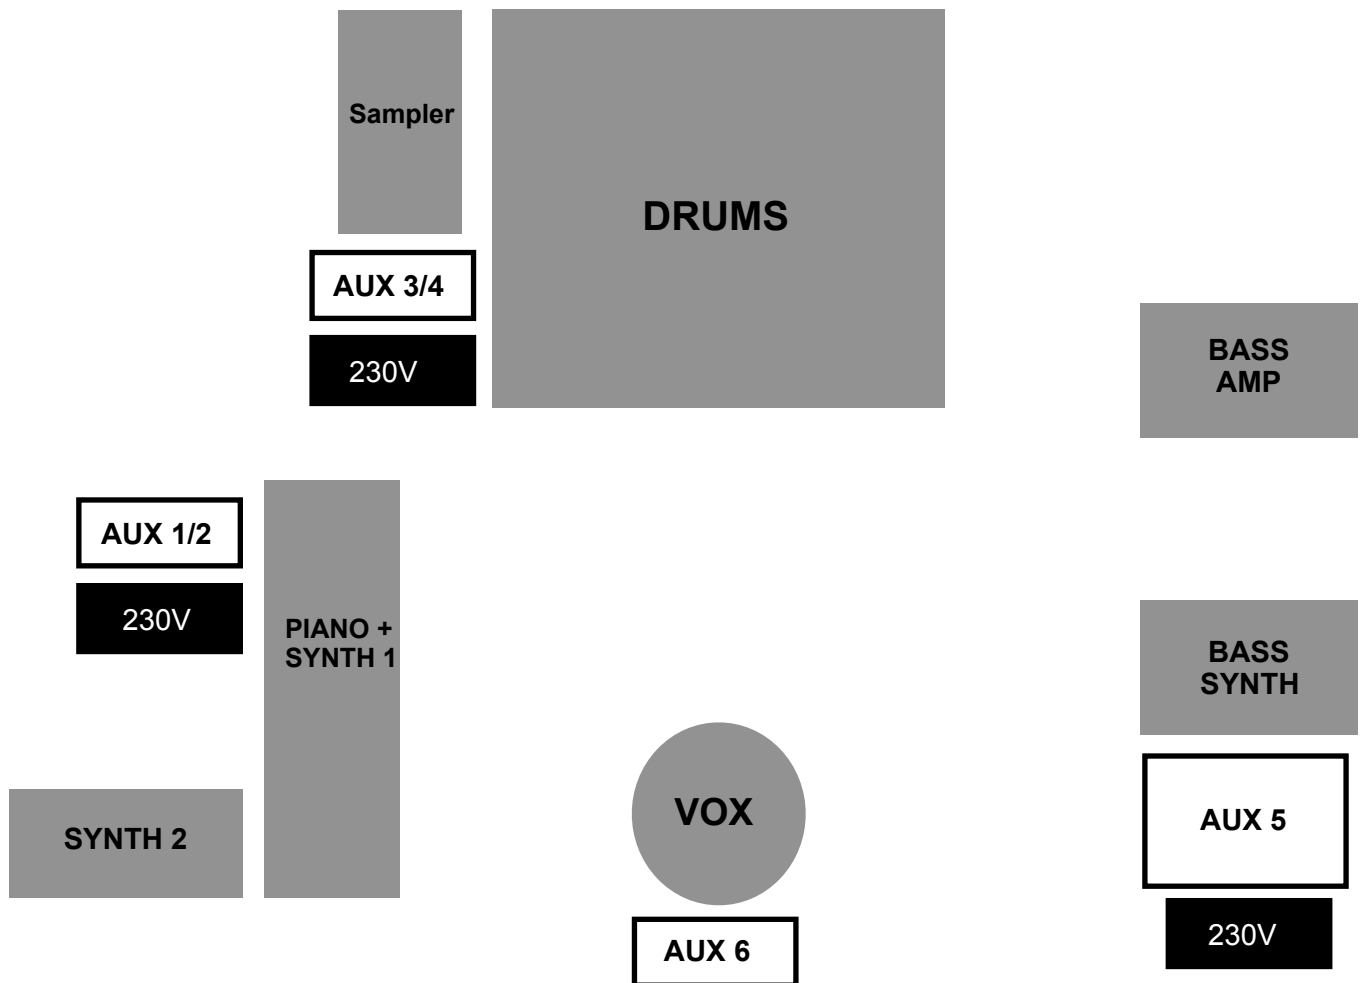 Sampler
DRUMS
AUX 3/4
230V
BASS
AMP
AUX 1/2
230V
PIANO +
SYNTH 1
BASS
SYNTH
VOX
AUX 5
SYNTH 2
230V
AUX 6